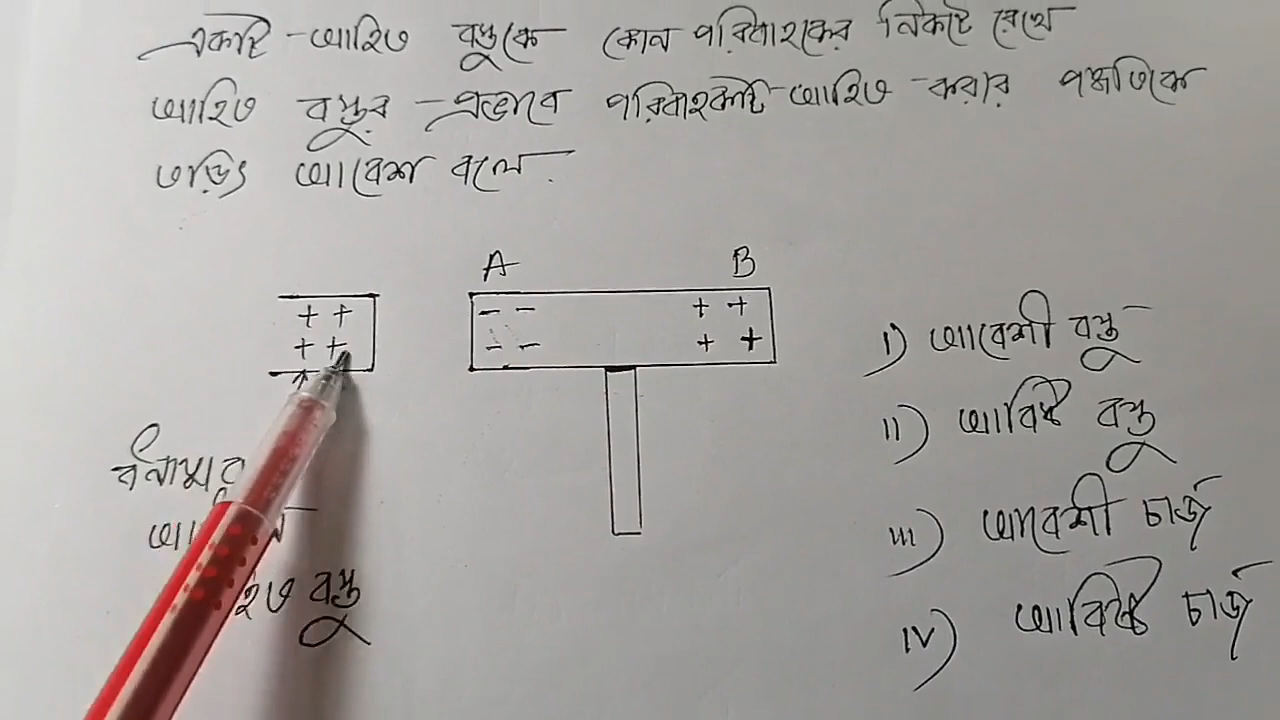 একটি আহিত বস্তুকে কোন পরিবাহকের নিকটে রেখে
আহিত বস্তুর প্রভাবে পরিবাহকটি আহিত করার পদ্ধতিকে
তড়িৎ আবেশ বলে.
A B
+ + - - + +
+ + - - + +
i) আবেশী বস্তু
ii) আবিষ্ট বস্তু
iii) আবেশী চার্জ
iv) আবিষ্ট চার্জ
বস্তু